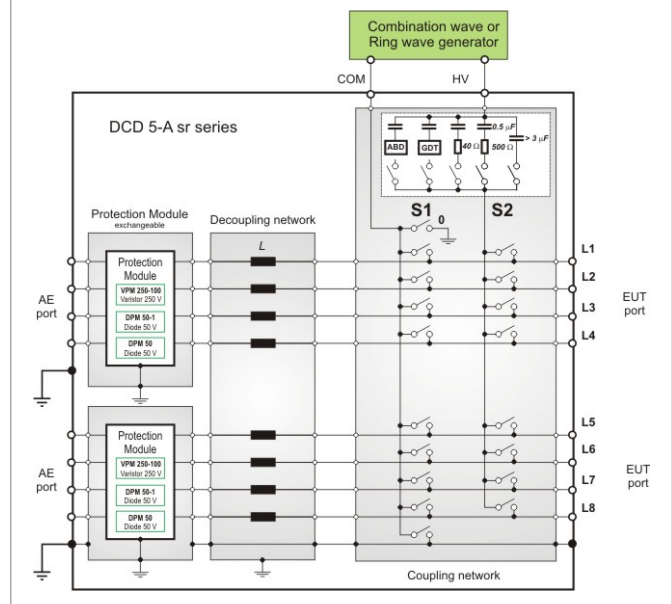 Combination wave or
Ring wave generator
COM
HV
DCD 5-A sr series
0.5 µF
> 3 µF
ABD
GDT
40 Ω
500 Ω
S1
0
S2
Protection Module
exchangeable
Decoupling network
L
Protection
Module
VPM 250-100
Varistor 250 V
DPM 50-1
Diode 50 V
DPM 50
Diode 50 V
AE
port
L1
L2
L3
L4
EUT
port
Protection
Module
VPM 250-100
Varistor 250 V
DPM 50-1
Diode 50 V
DPM 50
Diode 50 V
AE
port
L5
L6
L7
L8
EUT
port
Coupling network